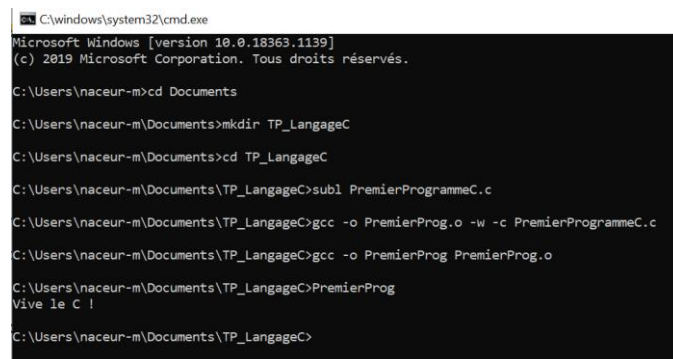 C:\windows\system32\cmd.exe
Microsoft Windows [version 10.0.18363.1139]
(c) 2019 Microsoft Corporation. Tous droits réservés.
C:\Users\naceur-m>cd Documents
C:\Users\naceur-m\Documents>mkdir TP_LangageC
C:\Users\naceur-m\Documents>cd TP_LangageC
C:\Users\naceur-m\Documents\TP_LangageC>subl PremierProgrammeC.c
C:\Users\naceur-m\Documents\TP_LangageC>gcc -o PremierProg.o -w -c PremierProgrammeC.c
C:\Users\naceur-m\Documents\TP_LangageC>gcc -o PremierProg PremierProg.o
C:\Users\naceur-m\Documents\TP_LangageC>PremierProg
Vive le C !
C:\Users\naceur-m\Documents\TP_LangageC>